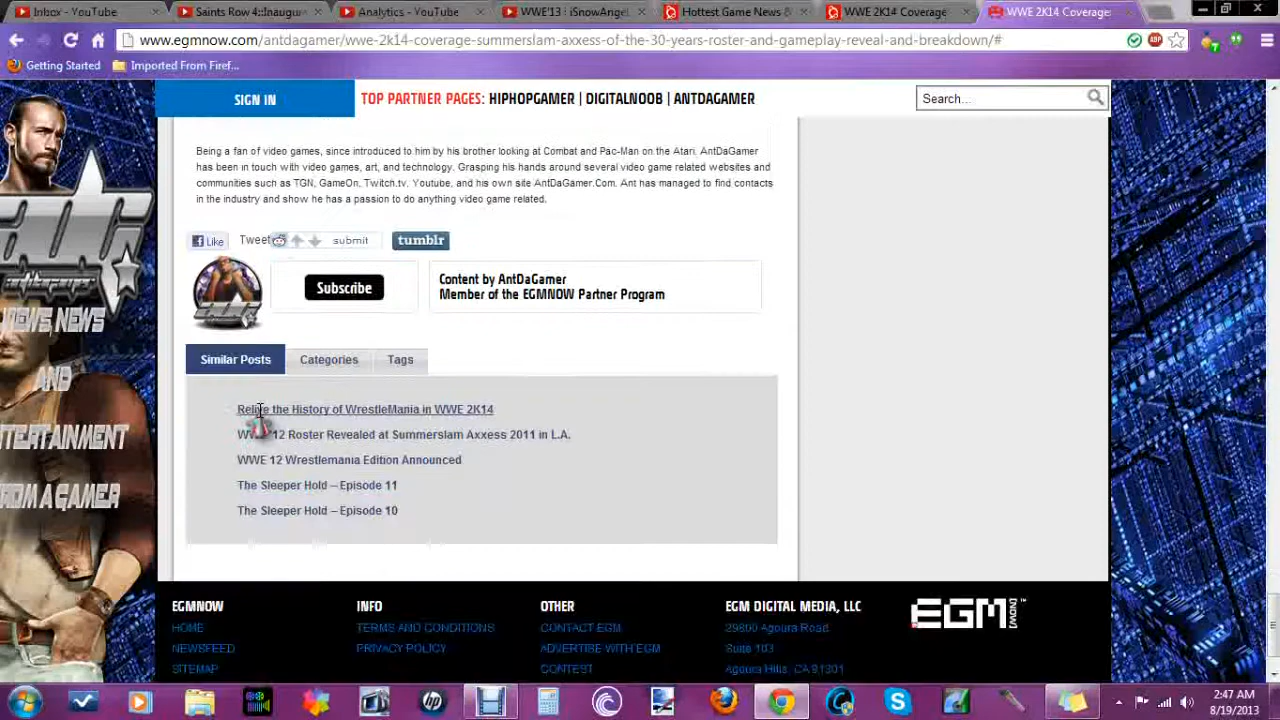 Inbox - YouTube
Saints Row 4::Inaugu
Analytics - YouTube
WWE'13 : iSnowAngel
Hottest Game News &
WWE 2K14 Coverage
WWE 2K14 Coverage:
www.egmnow.com/antdagamer/wwe-2k14-coverage-summerslam-axxess-of-the-30-years-roster-and-gameplay-reveal-and-breakdown/#
Getting Started
Imported From Firef...
SIGN IN
TOP PARTNER PAGES: HIPHOPGAMER | DIGITALNOOB | ANTDAGAMER
Search...
Being a fan of video games, since introduced to him by his brother looking at Combat and Pac-Man on the Atari. AntDaGamer
has been in touch with video games, art, and technology. Grasping his hands around several video game related websites and
communities such as TGN, GameOn, Twitch.tv, Youtube, and his own site AntDaGamer.Com. Ant has managed to find contacts
in the industry and show he has a passion to do anything video game related.
Like
Tweet
submit
tumblr
Subscribe
Content by AntDaGamer
Member of the EGMNOW Partner Program
NEWS
AND
ENTERTAINMENT
FROM A GAMER
Similar Posts
Categories
Tags
Relive the History of WrestleMania in WWE 2K14
WWE 12 Roster Revealed at Summerslam Axxess 2011 in L.A.
WWE 12 Wrestlemania Edition Announced
The Sleeper Hold – Episode 11
The Sleeper Hold – Episode 10
EGMNOW
INFO
OTHER
EGM DIGITAL MEDIA, LLC
EGM NOW ™
HOME
TERMS AND CONDITIONS
CONTACT EGM
29800 Agoura Road
NEWSFEED
PRIVACY POLICY
ADVERTISE WITH EGM
Suite 103
SITEMAP
CONTEST
Agoura Hills, CA 91301
2:47 AM
8/19/2013